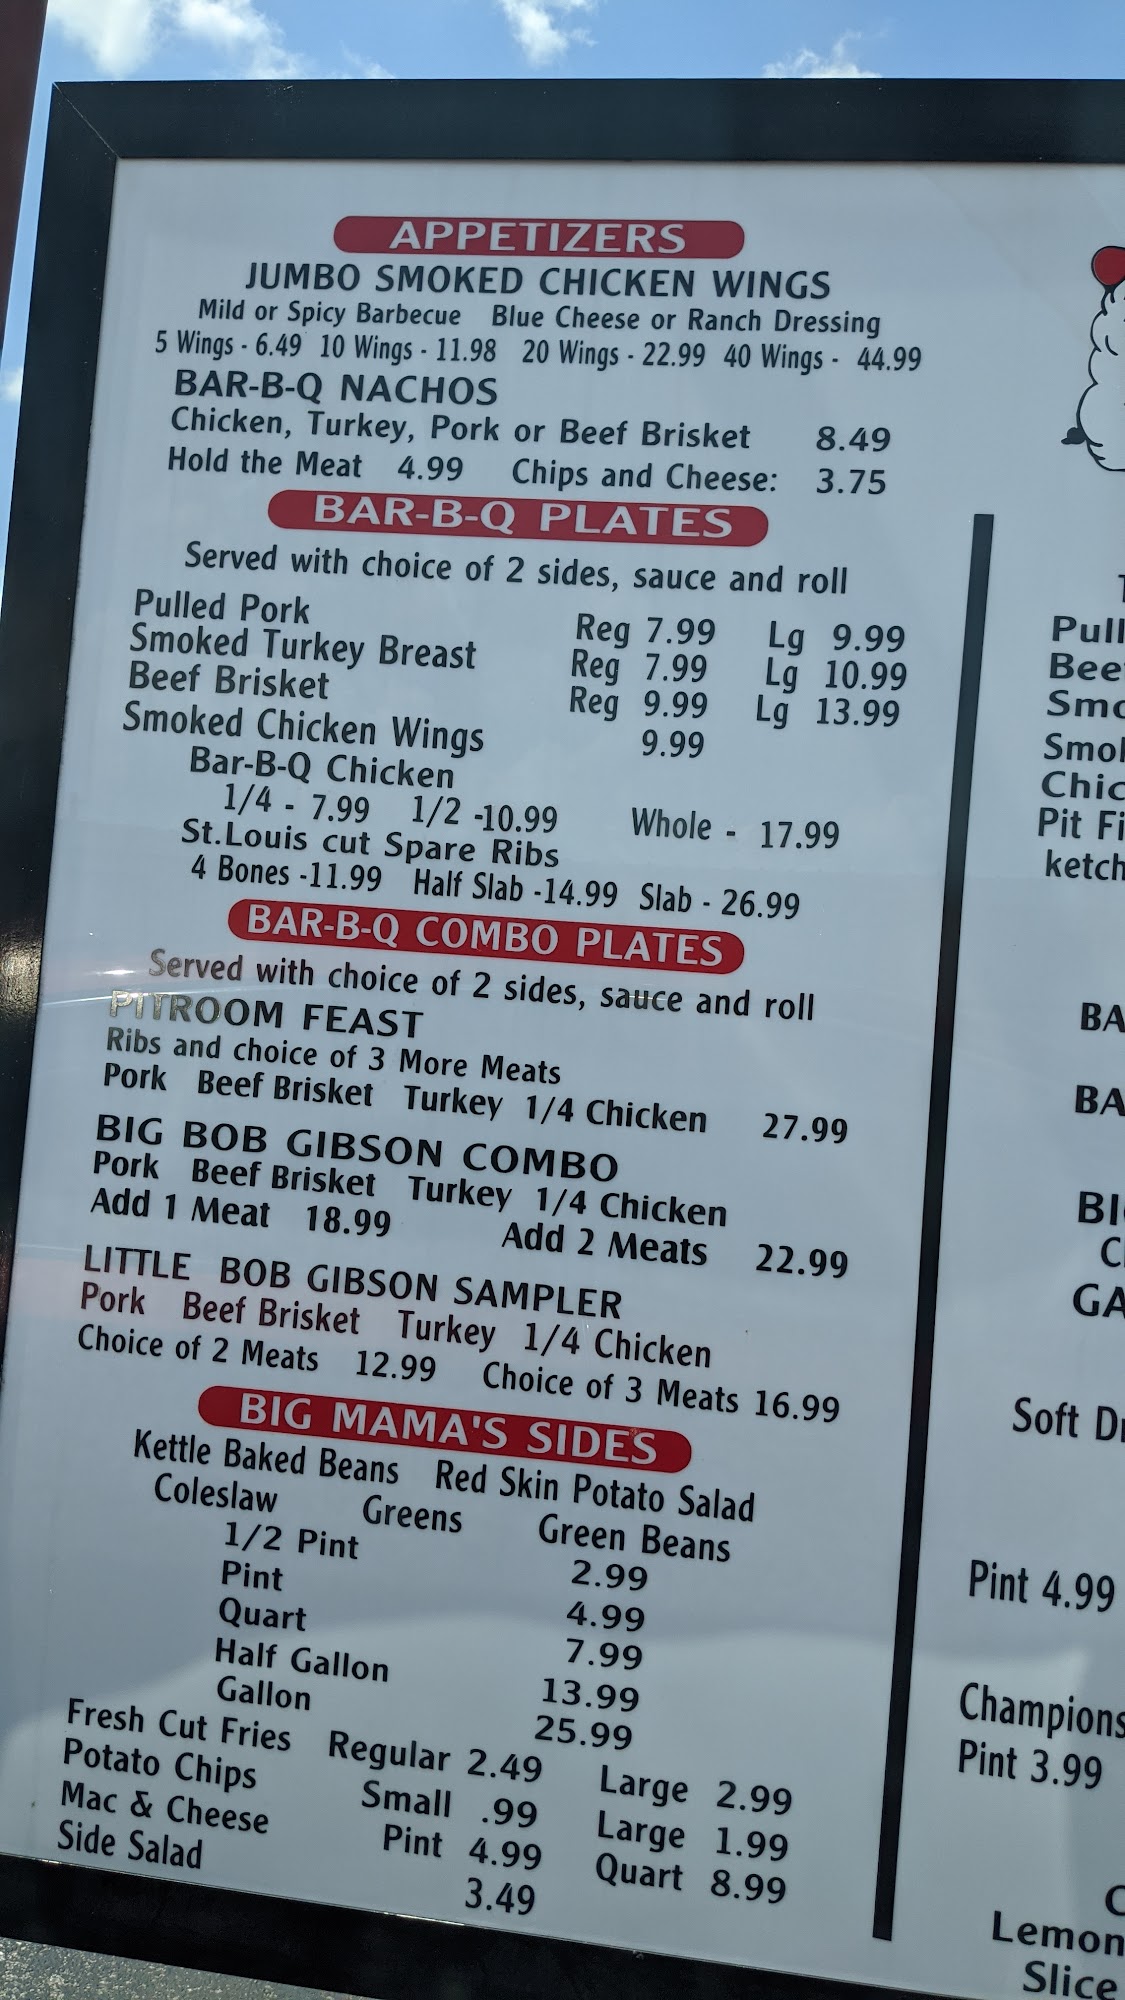 APPETIZERS
JUMBO SMOKED CHICKEN WINGS
Mild or Spicy Barbecue Blue Cheese or Ranch Dressing
5 Wings - 6.49 10 Wings - 11.98 20 Wings - 22.99 40 Wings - 44.99
BAR-B-Q NACHOS
Chicken, Turkey, Pork or Beef Brisket 8.49
Hold the Meat 4.99 Chips and Cheese: 3.75
BAR-B-Q PLATES
Served with choice of 2 sides, sauce and roll
Pulled Pork Reg 7.99 Lg 9.99
Smoked Turkey Breast Reg 7.99 Lg 10.99
Beef Brisket Reg 9.99 Lg 13.99
Smoked Chicken Wings 9.99
Bar-B-Q Chicken
1/4 - 7.99 1/2 -10.99 Whole - 17.99
St.Louis cut Spare Ribs
4 Bones -11.99 Half Slab -14.99 Slab - 26.99
BAR-B-Q COMBO PLATES
Served with choice of 2 sides, sauce and roll
PITROOM FEAST
Ribs and choice of 3 More Meats
Pork Beef Brisket Turkey 1/4 Chicken 27.99
BIG BOB GIBSON COMBO
Pork Beef Brisket Turkey 1/4 Chicken
Add 1 Meat 18.99 Add 2 Meats 22.99
LITTLE BOB GIBSON SAMPLER
Pork Beef Brisket Turkey 1/4 Chicken
Choice of 2 Meats 12.99 Choice of 3 Meats 16.99
BIG MAMA'S SIDES
Kettle Baked Beans Red Skin Potato Salad
Coleslaw Greens Green Beans
1/2 Pint 2.99
Pint 4.99
Quart 7.99
Half Gallon 13.99
Gallon 25.99
Fresh Cut Fries Regular 2.49 Large 2.99
Potato Chips Small .99 Large 1.99
Mac & Cheese Pint 4.99 Quart 8.99
Side Salad 3.49
Pull
Bee
Smo
Smo
Chic
Pit Fi
ketch
BA
BA
BI
C
GA
Soft D
Pint 4.99
Champions
Pint 3.99
C
Lemon
Slice